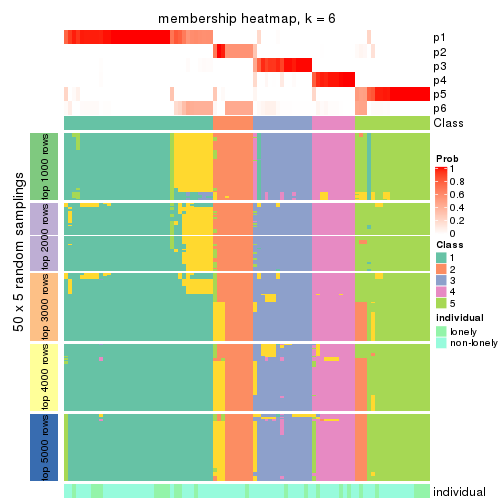 membership heatmap, k = 6
p1
p2
p3
p4
p5
p6
Class
50 x 5 random samplings
top 1000 rows
top 2000 rows
top 3000 rows
top 4000 rows
top 5000 rows
individual
Prob
1
0.8
0.6
0.4
0.2
0
Class
1
2
3
4
5
individual
lonely
non-lonely